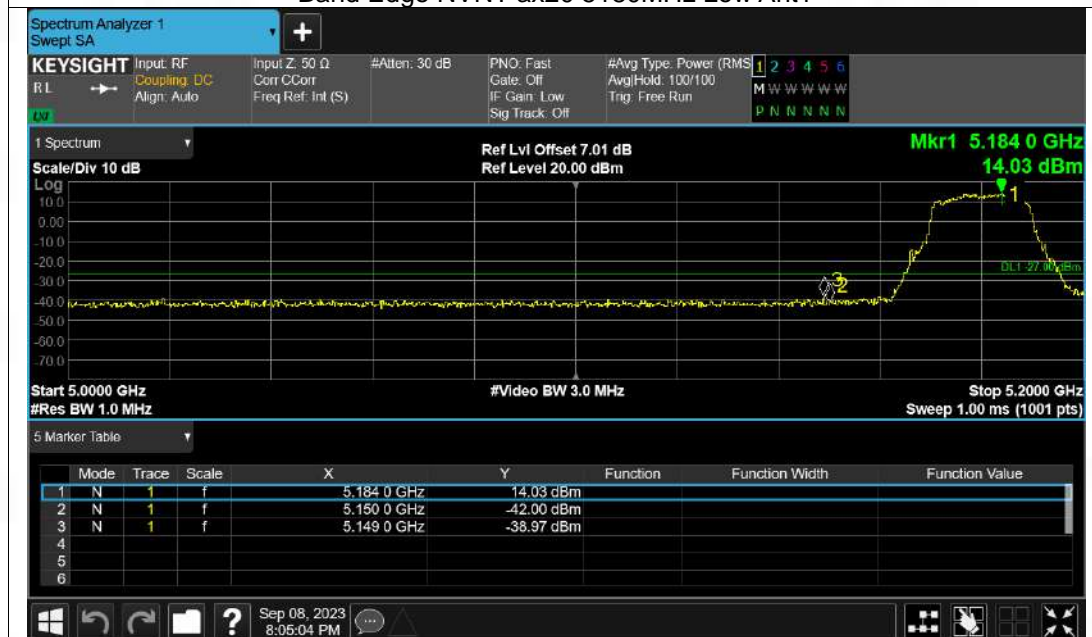 Band Edge NVNT ax20 5180MHz Low Ant1
Spectrum Analyzer 1
Swept SA
+
KEYSIGHT Input: RF Input Z: 50 Ω #Atten: 30 dB PNO: Fast #Avg Type: Power (RMS 1 2 3 4 5 6
R L Coupling: DC Corr CCorr Gate: Off Avg|Hold: 100/100 M W W W W W
Align: Auto Freq Ref: Int (S) IF Gain: Low Trig: Free Run
LXI Sig Track: Off P N N N N N
1 Spectrum Ref Lvl Offset 7.01 dB Mkr1 5.184 0 GHz
Scale/Div 10 dB Ref Level 20.00 dBm 14.03 dBm
Log
10.0 1
0.00
-10.0
-20.0 DL1 -27.00 dBm
-30.0 3 2
-40.0
-50.0
-60.0
-70.0
Start 5.0000 GHz #Video BW 3.0 MHz Stop 5.2000 GHz
#Res BW 1.0 MHz Sweep 1.00 ms (1001 pts)
5 Marker Table
Mode Trace Scale X Y Function Function Width Function Value
1 N 1 f 5.184 0 GHz 14.03 dBm
2 N 1 f 5.150 0 GHz -42.00 dBm
3 N 1 f 5.149 0 GHz -38.97 dBm
4
5
6
? Sep 08, 2023
8:05:04 PM